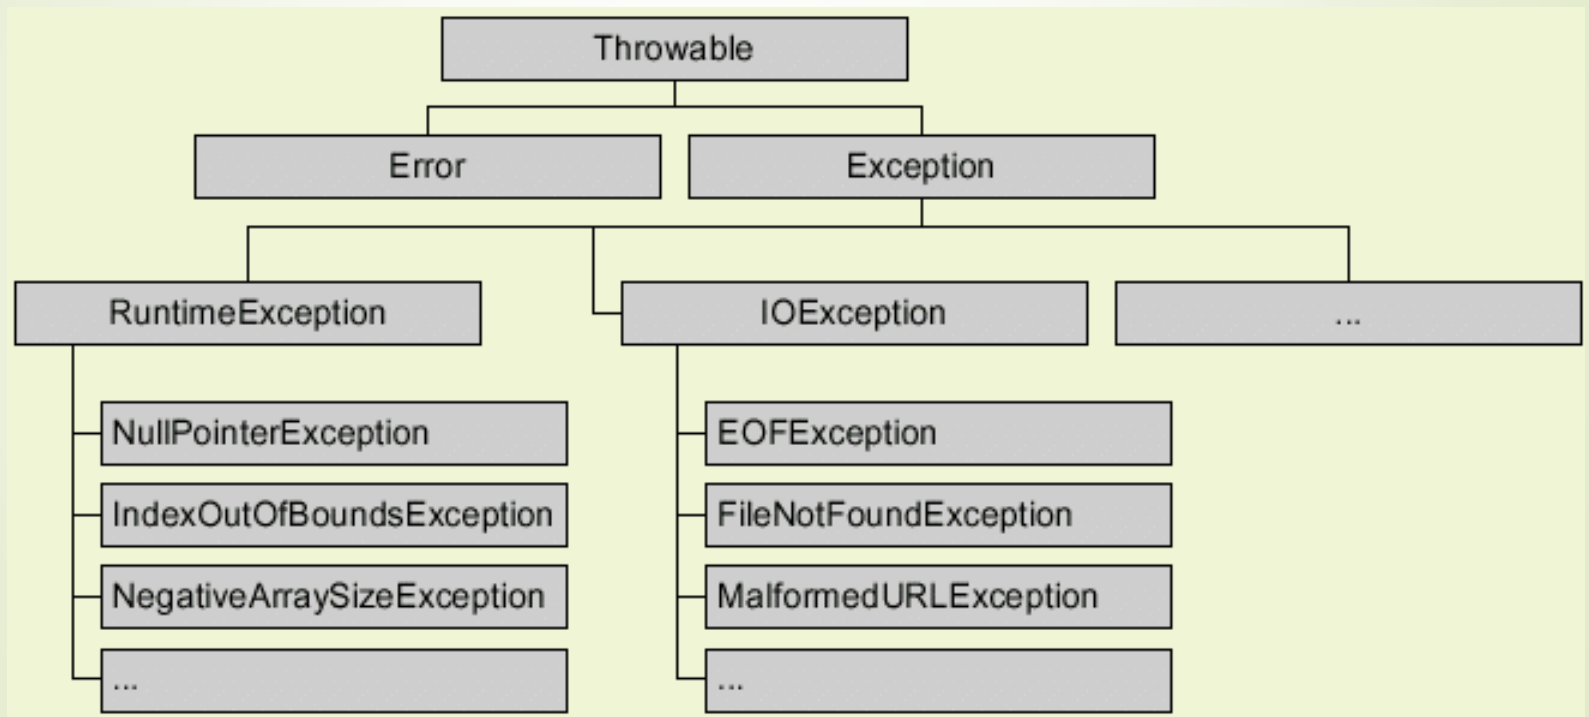 Throwable
Error
Exception
RuntimeException
IOException
...
NullPointerException
IndexOutOfBoundsException
NegativeArraySizeException
...
EOFException
FileNotFoundException
MalformedURLException
...